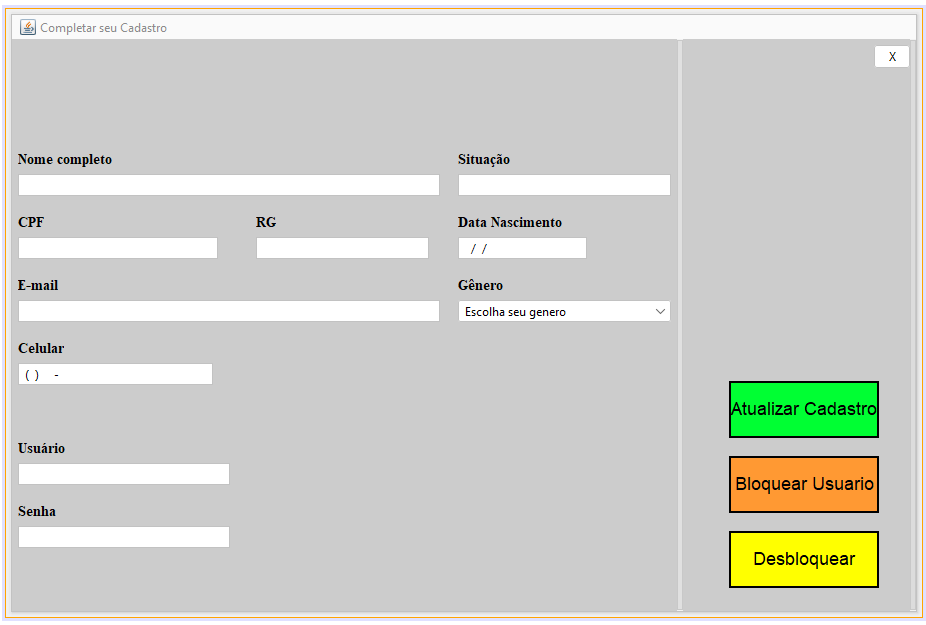 Completar seu Cadastro
X
Nome completo
Situação
CPF
RG
Data Nascimento
/ /
E-mail
Gênero
Escolha seu genero
Celular
( ) -
Usuário
Senha
Atualizar Cadastro
Bloquear Usuario
Desbloquear